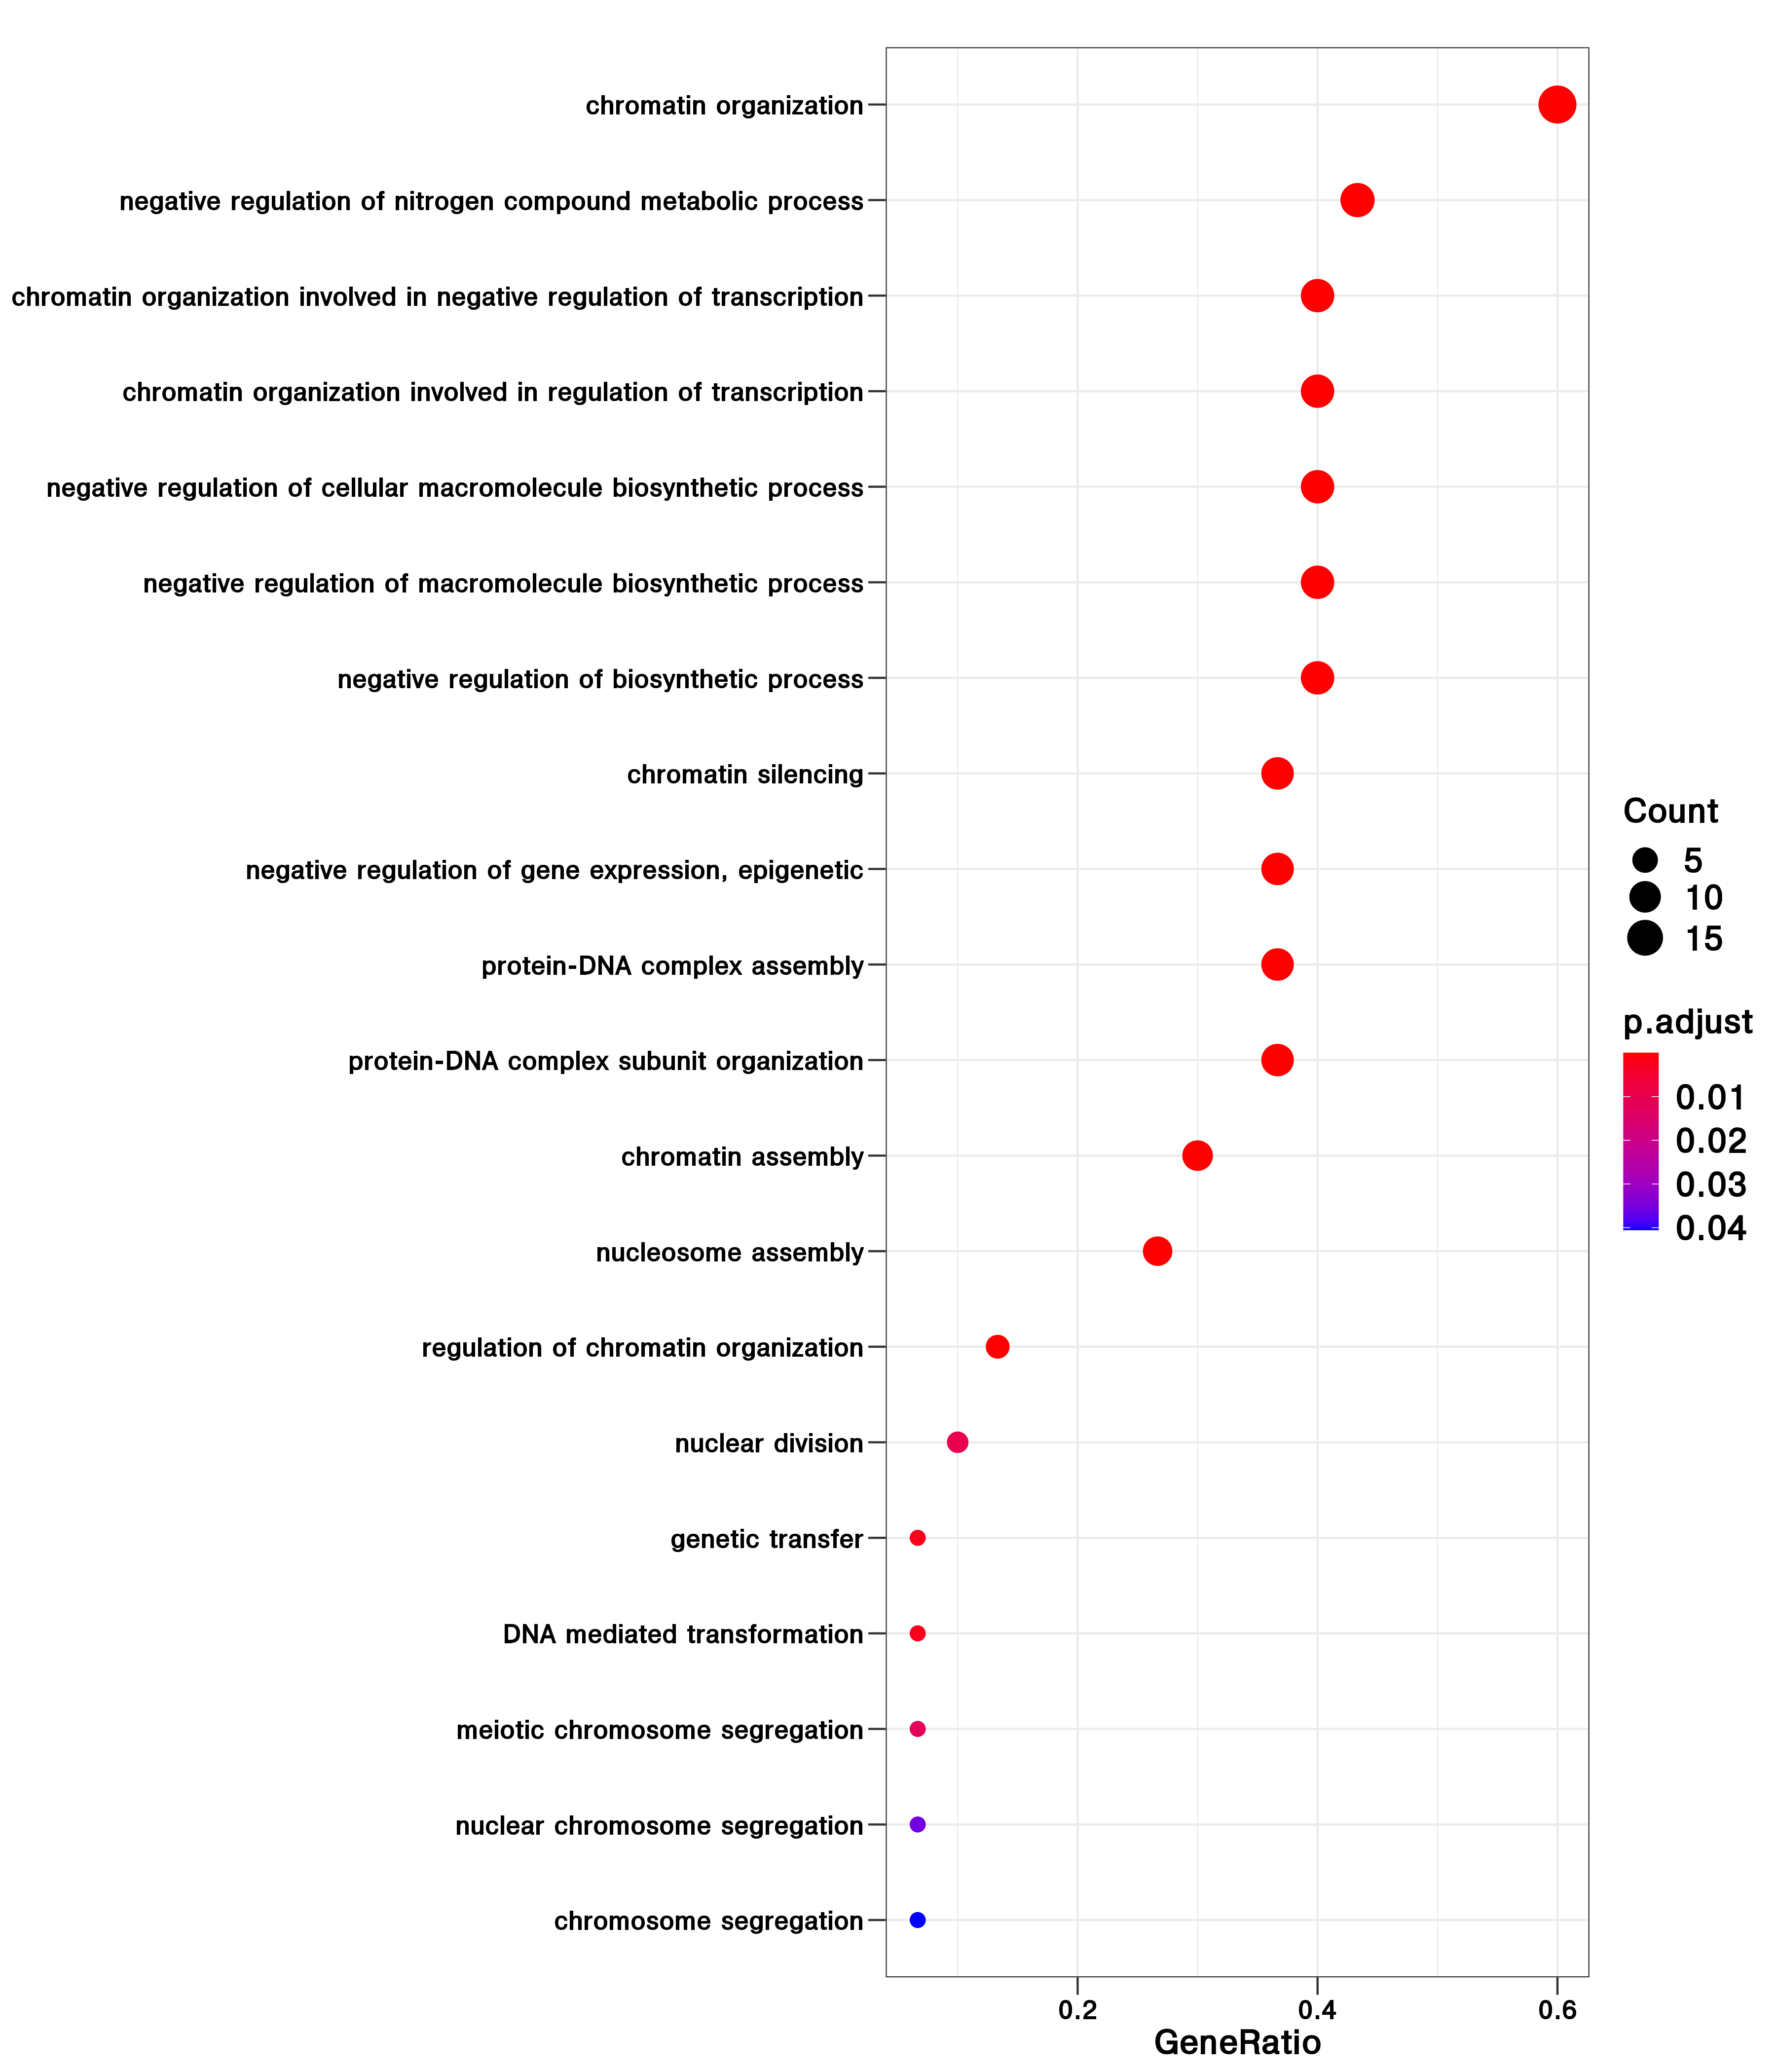 chromatin organization
negative regulation of nitrogen compound metabolic process
chromatin organization involved in negative regulation of transcription
chromatin organization involved in regulation of transcription
negative regulation of cellular macromolecule biosynthetic process
negative regulation of macromolecule biosynthetic process
negative regulation of biosynthetic process
chromatin silencing
negative regulation of gene expression, epigenetic
protein-DNA complex assembly
protein-DNA complex subunit organization
chromatin assembly
nucleosome assembly
regulation of chromatin organization
nuclear division
genetic transfer
DNA mediated transformation
meiotic chromosome segregation
nuclear chromosome segregation
chromosome segregation
0.2 0.4 0.6
GeneRatio
Count
5
10
15
p.adjust
0.01
0.02
0.03
0.04